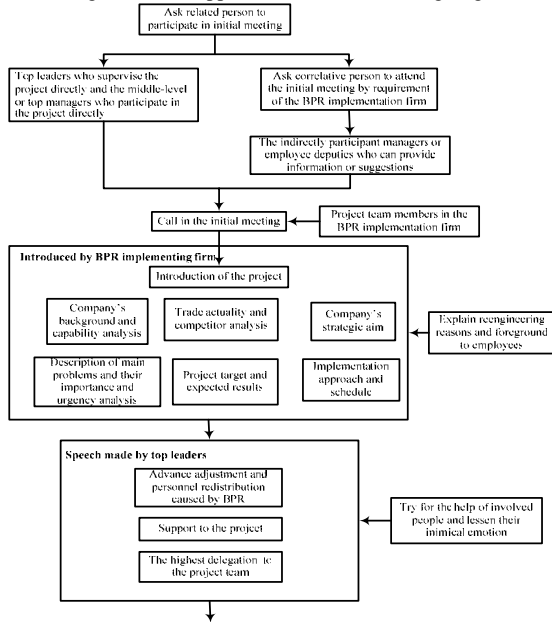 Ask related person to
participate in initial meeting
Top leaders who supervise the
project directly and the middle-level
or top managers who participate in
the project directly
Ask correlative person to attend
the initial meeting by requirement
of the BPR implementation firm
The indirectly participant managers or
employee deputies who can provide
information or suggestions
Call in the initial meeting
Project team members in the
BPR implementation firm
Introduced by BPR implementing firm
Introduction of the project
Company's
background and
capability analysis
Trade actuality and
competitor analysis
Company's
strategic aim
Explain reengineering
reasons and foreground
to employees
Description of main
problems and their
importance and
urgency analysis
Project target and
expected results
Implementation
approach and
schedule
Speech made by top leaders
Advance adjustment and
personnel redistribution
caused by BPR
Support to the project
The highest delegation to
the project team
Try for the help of involved
people and lessen their
inimical emotion